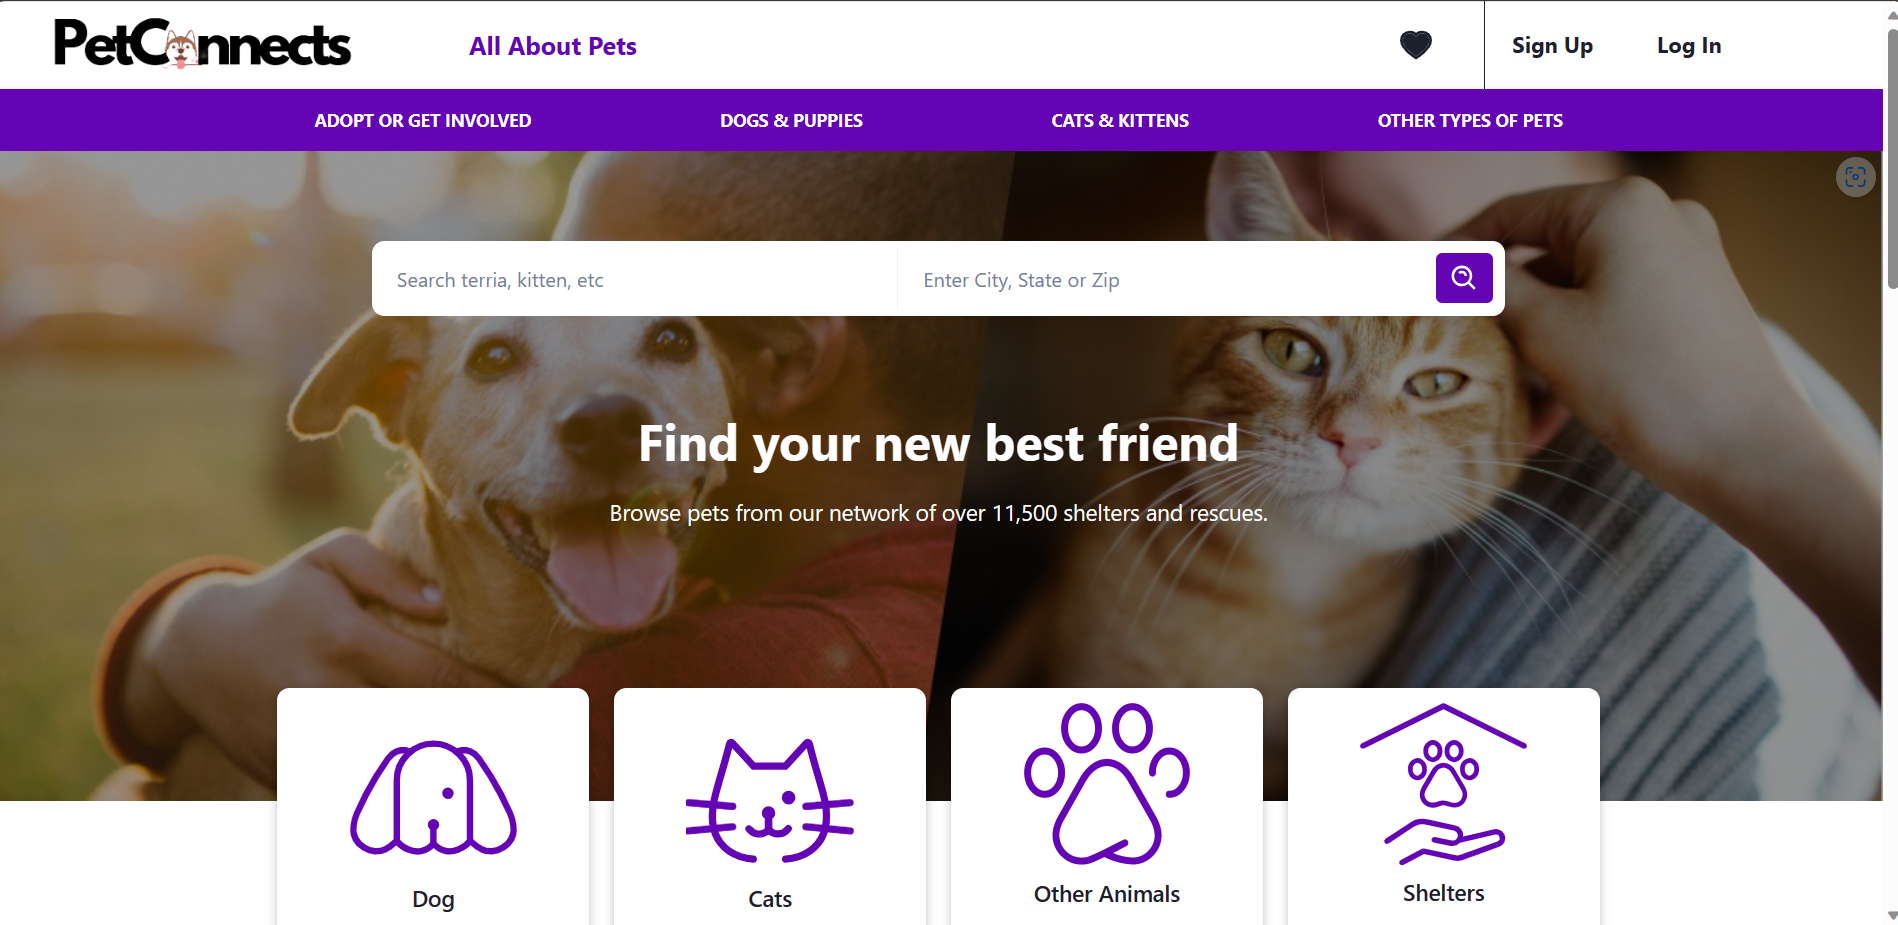 PetConnects
All About Pets
Sign Up
Log In
ADOPT OR GET INVOLVED
DOGS & PUPPIES
CATS & KITTENS
OTHER TYPES OF PETS
Search terria, kitten, etc
Enter City, State or Zip
Find your new best friend
Browse pets from our network of over 11,500 shelters and rescues.
Dog
Cats
Other Animals
Shelters